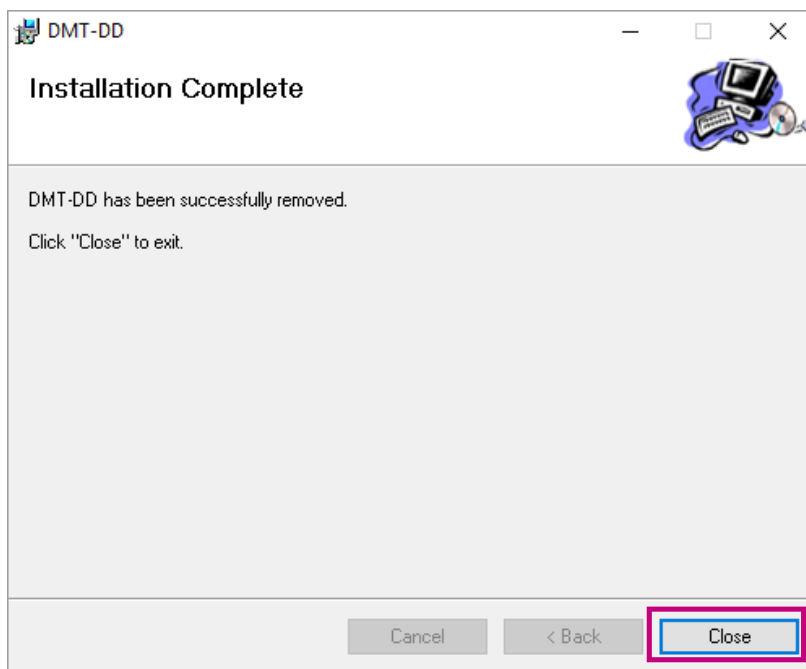 DMT-DD
Installation Complete
DMT-DD has been successfully removed.
Click "Close" to exit.
Cancel
< Back
Close